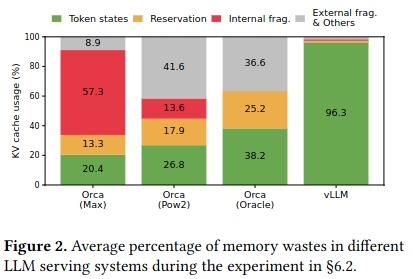 Token states Reservation Internal frag. External frag. & Others
KV cache usage (%)
100
80
60
40
20
0
8.9
57.3
13.3
20.4
41.6
13.6
17.9
26.8
36.6
25.2
38.2
96.3
Orca (Max)
Orca (Pow2)
Orca (Oracle)
vLLM
Figure 2. Average percentage of memory wastes in different
LLM serving systems during the experiment in §6.2.